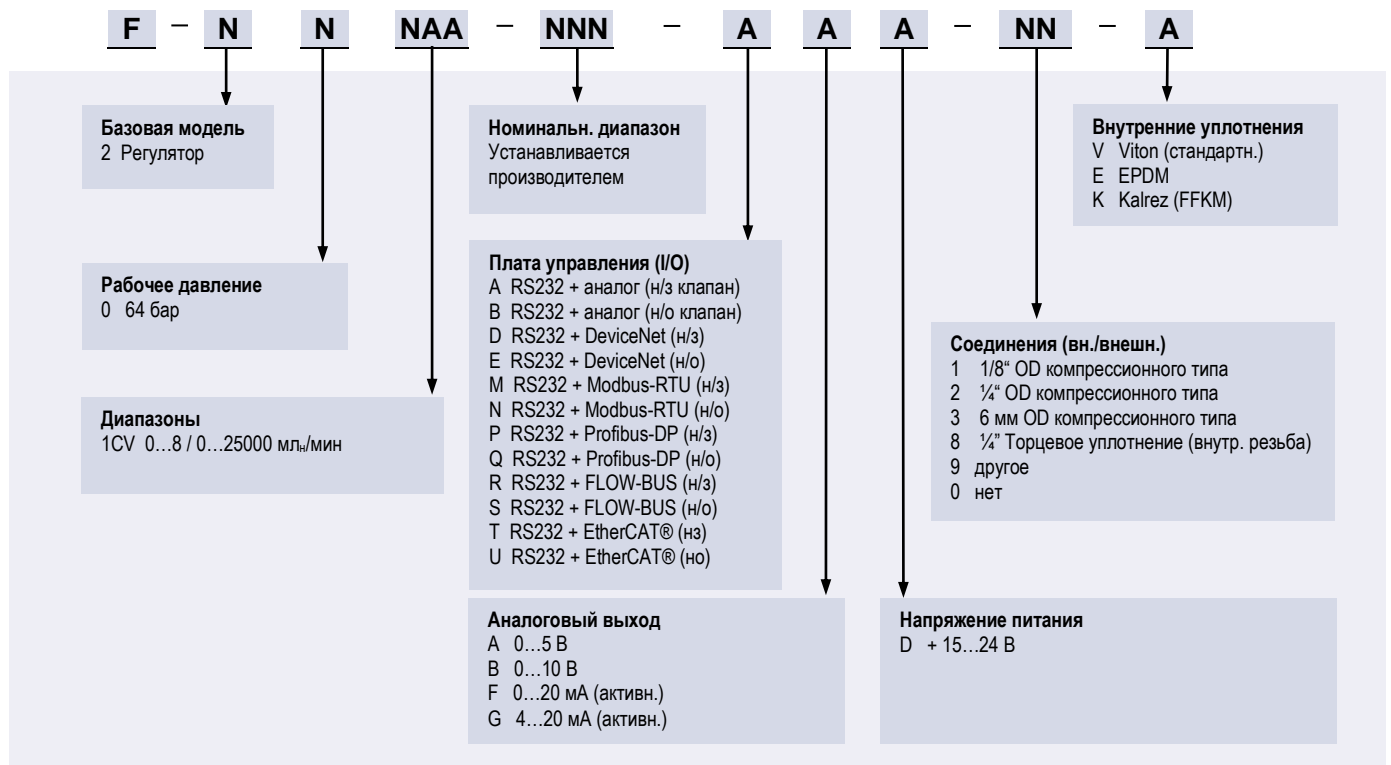 F – N N NAA – NNN – A A A – NN – A
Базовая модель
2 Регулятор
Рабочее давление
0 64 бар
Диапазоны
1CV 0…8 / 0…25000 млн/мин
Номинальн. диапазон
Устанавливается
производителем
Плата управления (I/O)
A RS232 + аналог (н/з клапан)
B RS232 + аналог (н/о клапан)
D RS232 + DeviceNet (н/з)
E RS232 + DeviceNet (н/о)
M RS232 + Modbus-RTU (н/з)
N RS232 + Modbus-RTU (н/о)
P RS232 + Profibus-DP (н/з)
Q RS232 + Profibus-DP (н/о)
R RS232 + FLOW-BUS (н/з)
S RS232 + FLOW-BUS (н/о)
T RS232 + EtherCAT® (нз)
U RS232 + EtherCAT® (но)
Аналоговый выход
A 0…5 В
B 0…10 В
F 0…20 мА (активн.)
G 4…20 мА (активн.)
Внутренние уплотнения
V Viton (стандартн.)
E EPDM
K Kalrez (FFKM)
Соединения (вн./внешн.)
1 1/8“ OD компрессионного типа
2 ¼“ OD компрессионного типа
3 6 мм OD компрессионного типа
8 ¼” Торцевое уплотнение (внутр. резьба)
9 другое
0 нет
Напряжение питания
D + 15…24 В